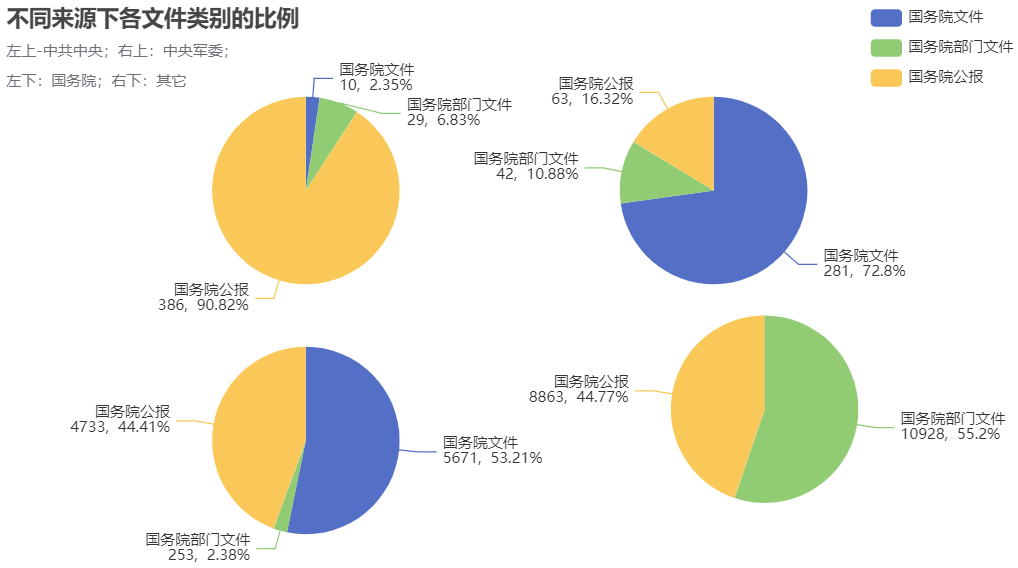 不同来源下各文件类别的比例
左上-中共中央；右上：中央军委；
左下：国务院；右下：其它
国务院文件
国务院部门文件
国务院公报
国务院文件
10, 2.35%
国务院部门文件
29, 6.83%
国务院公报
386, 90.82%
国务院公报
63, 16.32%
国务院部门文件
42, 10.88%
国务院文件
281, 72.8%
国务院公报
4733, 44.41%
国务院文件
5671, 53.21%
国务院部门文件
253, 2.38%
国务院公报
8863, 44.77%
国务院部门文件
10928, 55.2%